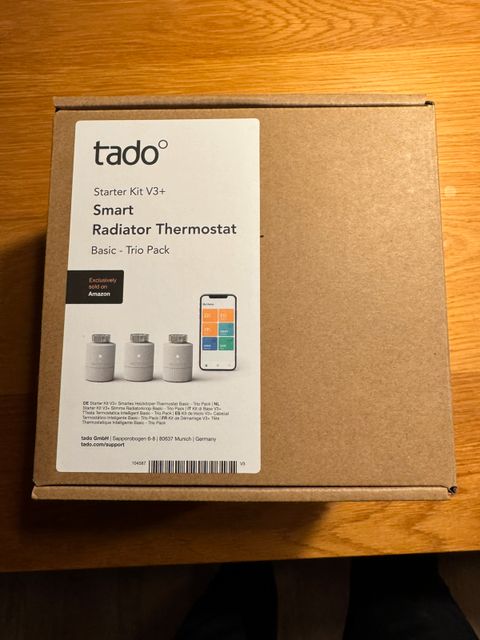 tado°
Starter Kit V3+
Smart
Radiator Thermostat
Basic - Trio Pack
Exclusively
sold on
Amazon
DE Starter Kit V3+ Smartes Heizkörper-Thermostat Basic - Trio Pack | NL
Starter Kit V3+ Slimme Radiatorknop Basic - Trio Pack | IT Kit di Base V3+
Testa Termostatica Intelligent Basic - Trio Pack | ES Kit de Inicio V3+ Cabezal
Termostático Inteligente Basic - Trio Pack | FR Kit de Démarrage V3+ Tête
Thermostatique Intelligente Basic - Trio Pack
tado GmbH | Sapporobogen 6-8 | 80637 Munich | Germany
tado.com/support
104587 V3